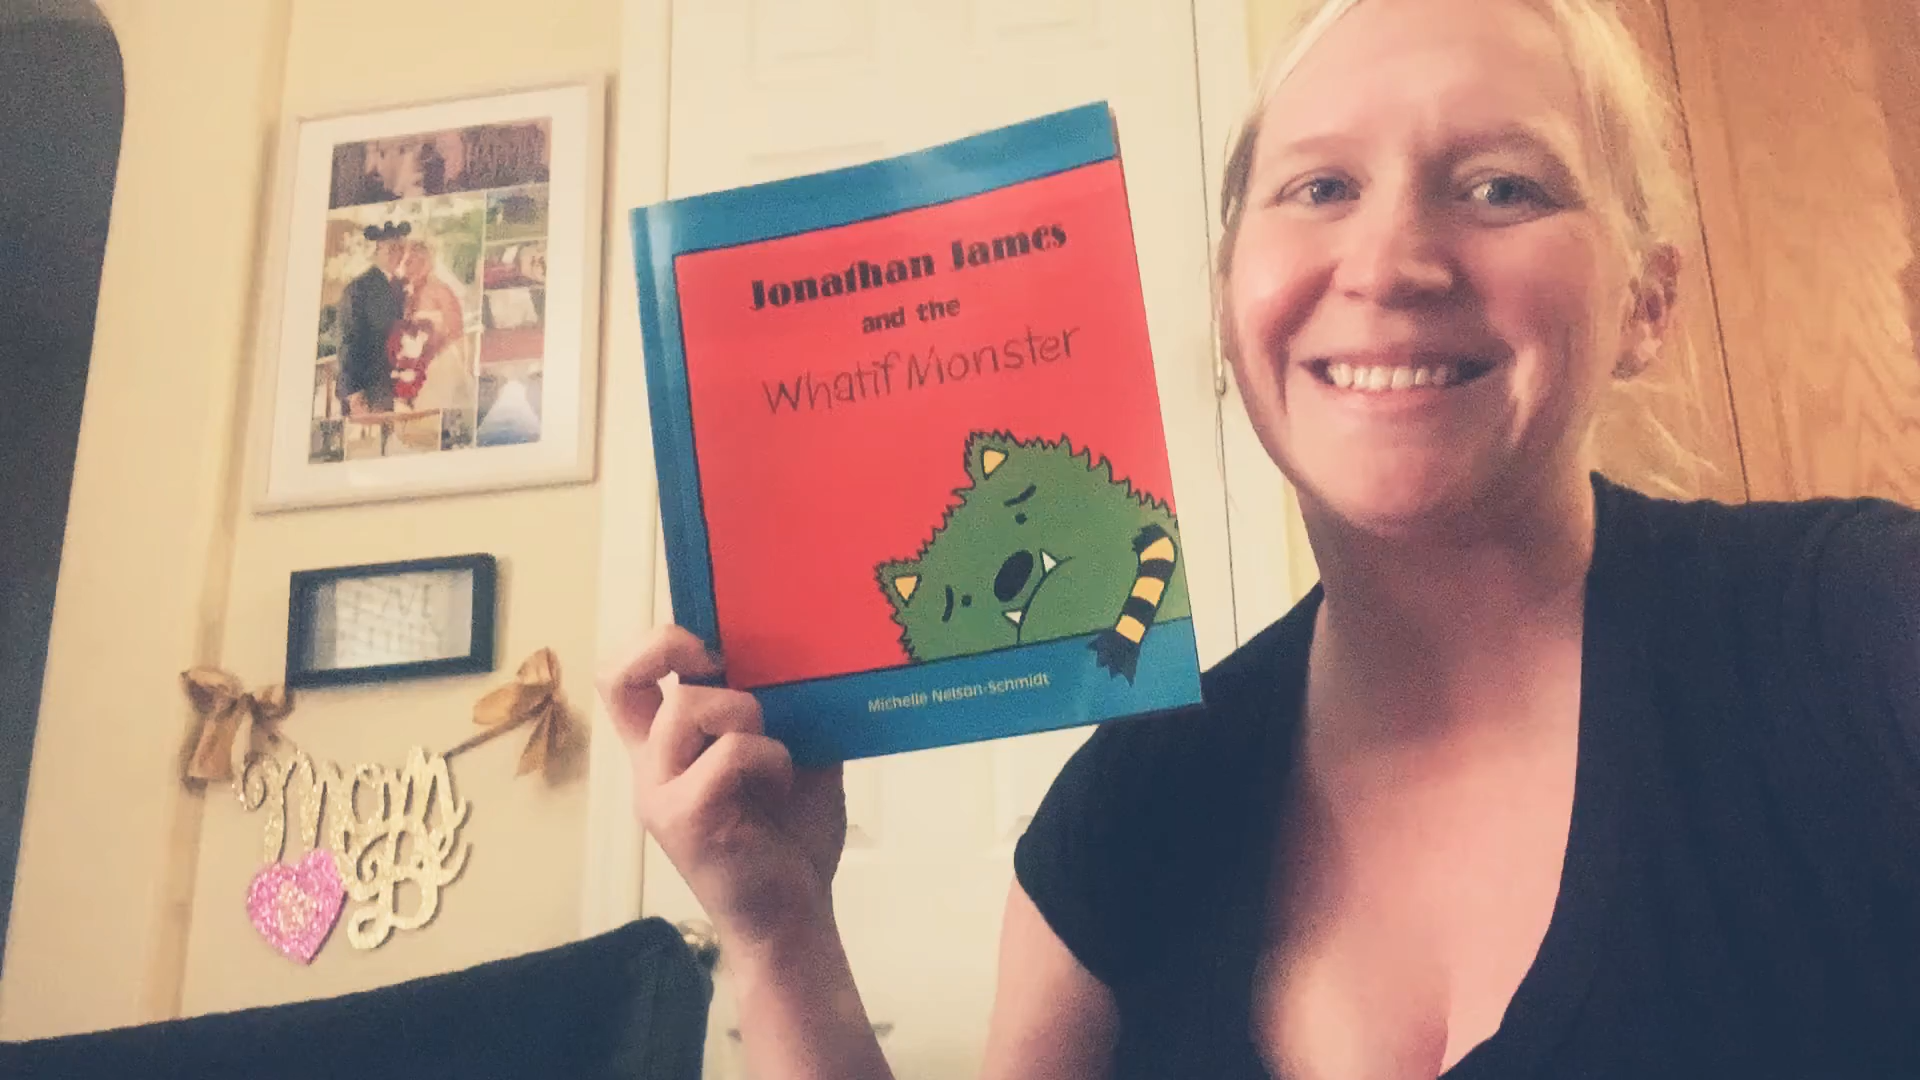 Jonathan James
and the
Whatif Monster
Michelle Nelson-Schmidt
Mom
B